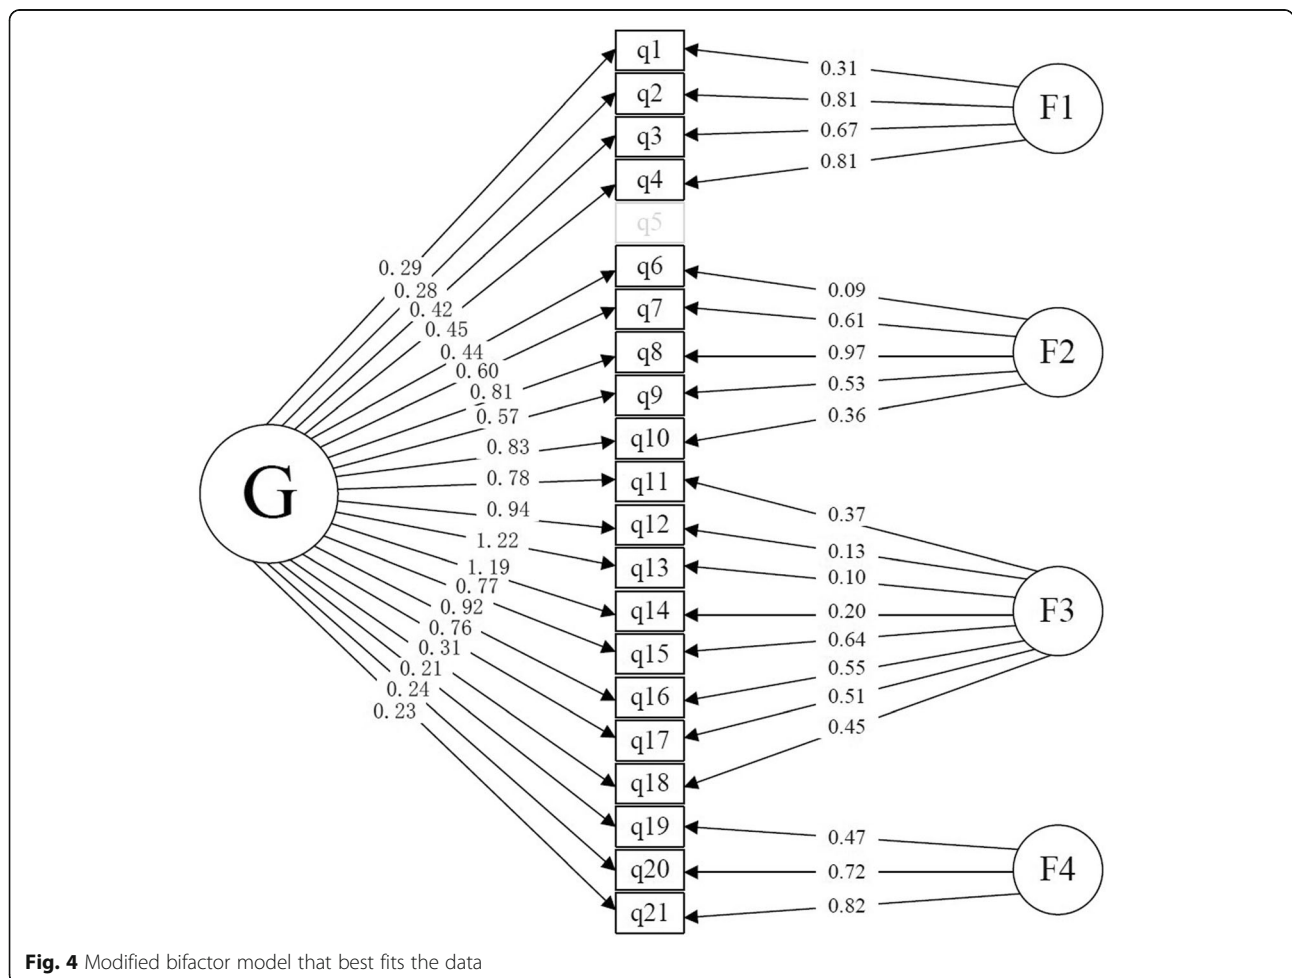 q1
q2
q3
q4
q5
q6
q7
q8
q9
q10
q11
q12
q13
q14
q15
q16
q17
q18
q19
q20
q21
G
0.29
0.28
0.42
0.45
0.44
0.60
0.81
0.57
0.83
0.78
0.94
1.22
1.19
0.77
0.92
0.76
0.31
0.21
0.24
0.23
0.31
0.81
0.67
0.81
F1
0.09
0.61
0.97
0.53
0.36
F2
0.37
0.13
0.10
0.20
0.64
0.55
0.51
0.45
F3
0.47
0.72
0.82
F4
Fig. 4 Modified bifactor model that best fits the data